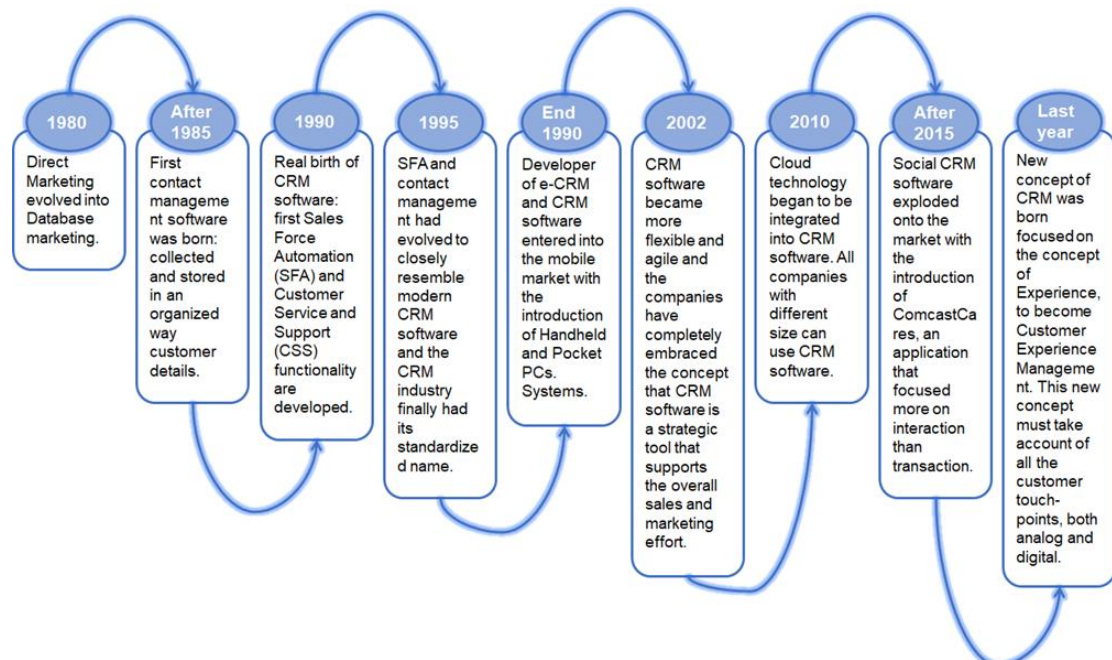 1980
Direct
Marketing
evolved into
Database
marketing.
After
1985
First
contact
manageme
nt software
was born:
collected
and stored
in an
organized
way
customer
details.
1990
Real birth of
CRM
software:
first Sales
Force
Automation
(SFA) and
Customer
Service and
Support
(CSS)
functionality
are
developed.
1995
SFA and
contact
manageme
nt had
evolved to
closely
resemble
modern
CRM
software
and the
CRM
industry
finally had
its
standardize
d name.
End
1990
Developer
of e-CRM
and CRM
software
entered into
the mobile
market with
the
introduction
of Handheld
and Pocket
PCs.
Systems.
2002
CRM
software
became
more
flexible and
agile and
the
companies
have
completely
embraced
the concept
that CRM
software is
a strategic
tool that
supports
the overall
sales and
marketing
effort.
2010
Cloud
technology
began to be
integrated
into CRM
software. All
companies
with
different
size can
use CRM
software.
After
2015
Social CRM
software
exploded
onto the
market with
the
introduction
of
ComcastCa
res, an
application
that
focused
more on
interaction
than
transaction.
Last
year
New
concept of
CRM was
born
focused on
the concept
of
Experience,
to become
Customer
Experience
Manageme
nt. This new
concept
must take
account of
all the
customer
touch-
points, both
analog and
digital.